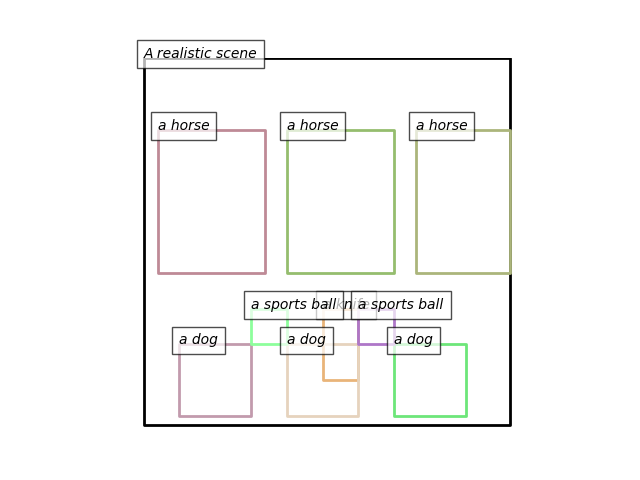 A realistic scene
a horse
a horse
a horse
a sports ball
a knife
a sports ball
a dog
a dog
a dog